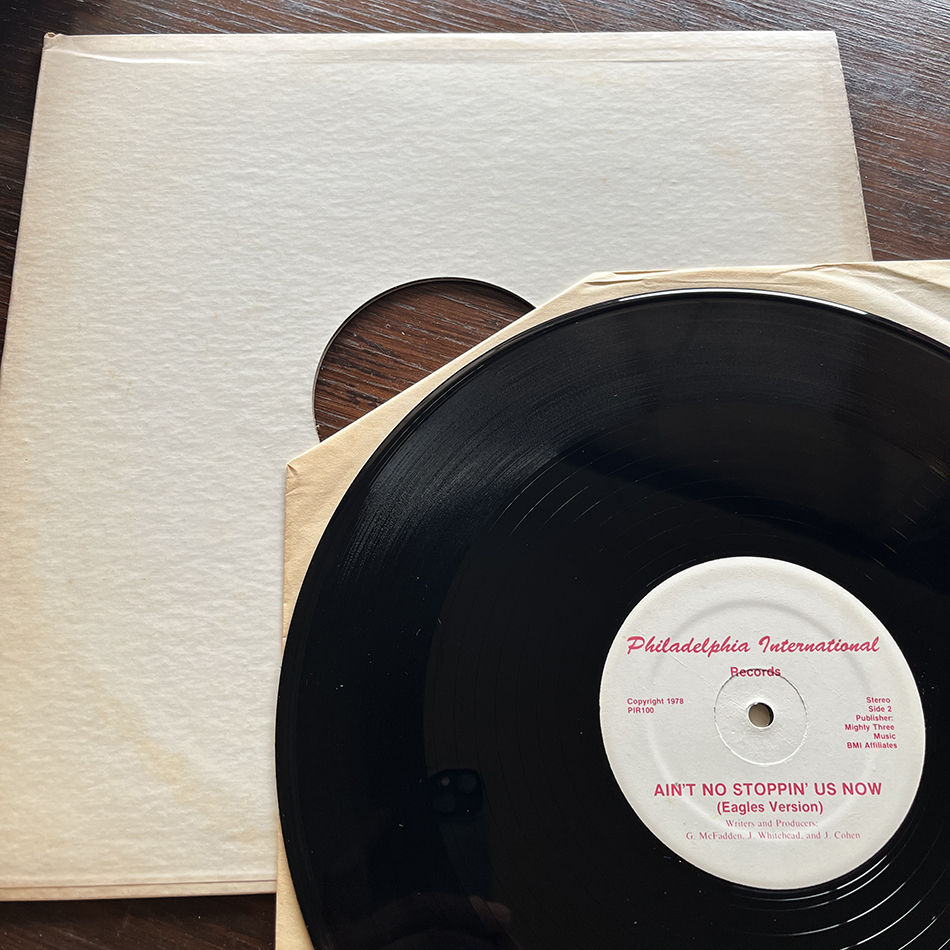 Philadelphia International
Records
Copyright 1978
PIR100
Stereo
Side 2
Publisher:
Mighty Three
Music
BMI Affiliates
AIN'T NO STOPPIN' US NOW
(Eagles Version)
Writers and Producers:
G. McFadden, J. Whitehead, and J. Cohen